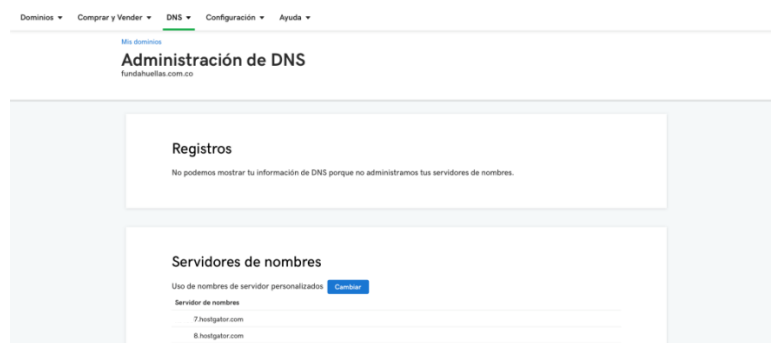 Dominios Comprar y Vender DNS Configuración Ayuda
Mis dominios
Administración de DNS
fundahuellas.com.co
Registros
No podemos mostrar tu información de DNS porque no administramos tus servidores de nombres.
Servidores de nombres
Uso de nombres de servidor personalizados Cambiar
Servidor de nombres
7.hostgator.com
8.hostgator.com